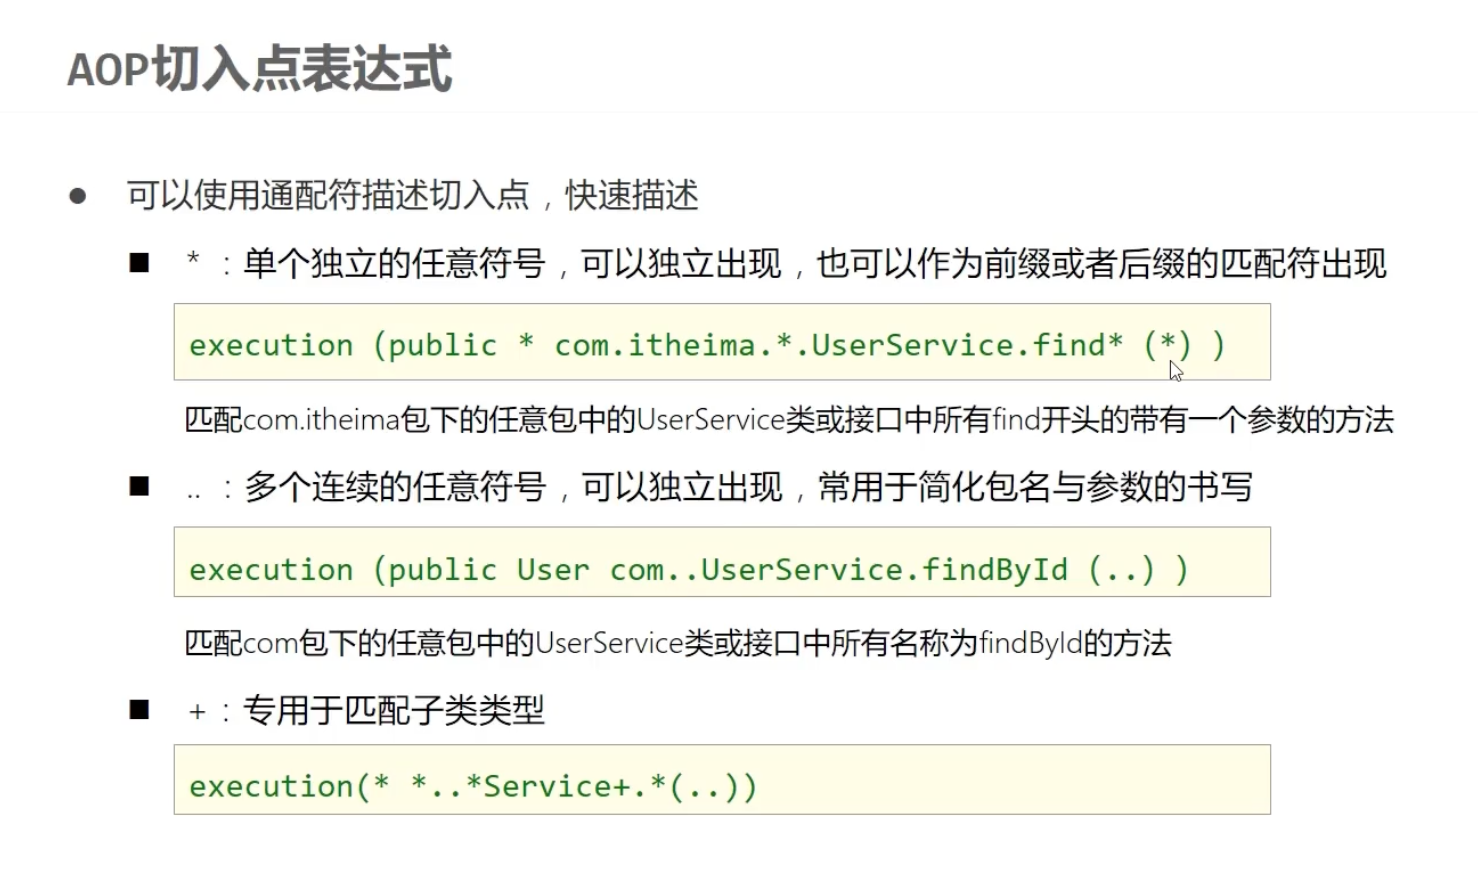 AOP切入点表达式
● 可以使用通配符描述切入点，快速描述
■ * ：单个独立的任意符号，可以独立出现，也可以作为前缀或者后缀的匹配符出现
execution (public * com.itheima.*.UserService.find* (*) )
匹配com.itheima包下的任意包中的UserService类或接口中所有find开头的带有一个参数的方法
■ .. ：多个连续的任意符号，可以独立出现，常用于简化包名与参数的书写
execution (public User com..UserService.findById (..) )
匹配com包下的任意包中的UserService类或接口中所有名称为findById的方法
■ + ：专用于匹配子类类型
execution(* *..*Service+.*(..))